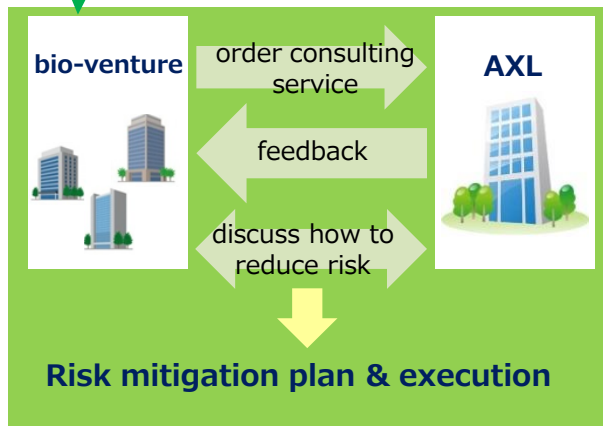 bio-venture
order consulting
service
AXL
feedback
discuss how to
reduce risk
Risk mitigation plan & execution